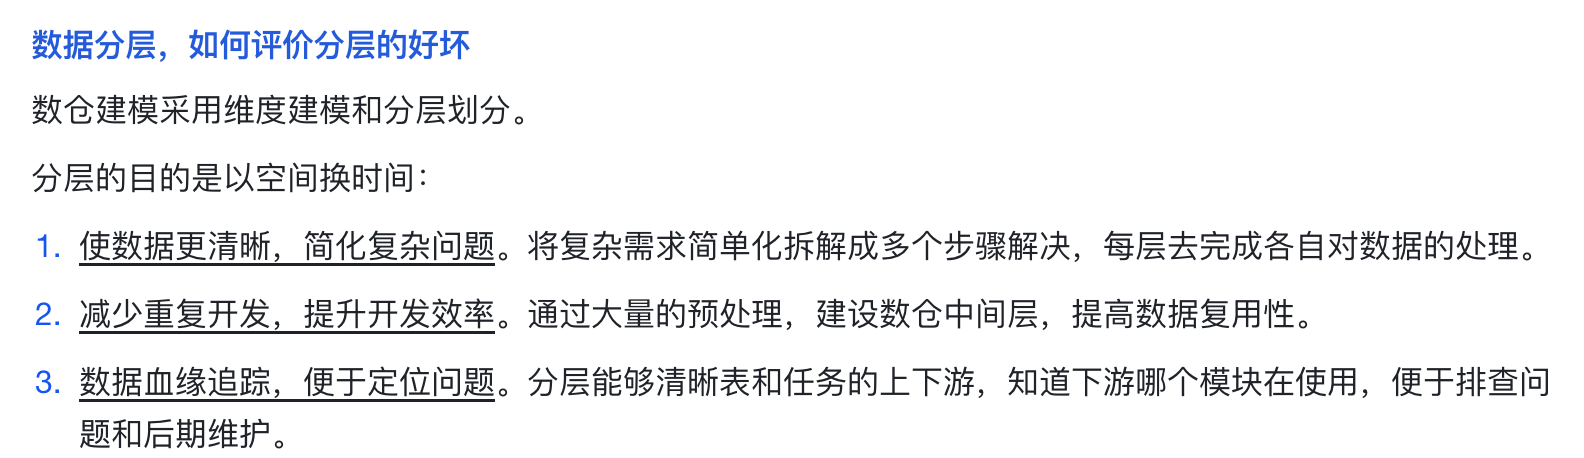 数据分层，如何评价分层的好坏
数仓建模采用维度建模和分层划分。
分层的目的是以空间换时间：
1. 使数据更清晰，简化复杂问题。将复杂需求简单化拆解成多个步骤解决，每层去完成各自对数据的处理。
2. 减少重复开发，提升开发效率。通过大量的预处理，建设数仓中间层，提高数据复用性。
3. 数据血缘追踪，便于定位问题。分层能够清晰表和任务的上下游，知道下游哪个模块在使用，便于排查问
题和后期维护。